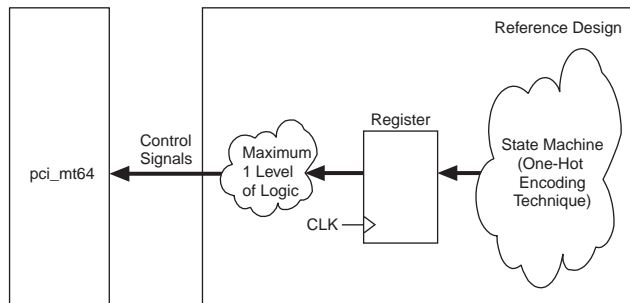 Reference Design
Register
Control
Signals
Maximum
1 Level
of Logic
State Machine
(One-Hot
Encoding
Technique)
pci_mt64
CLK